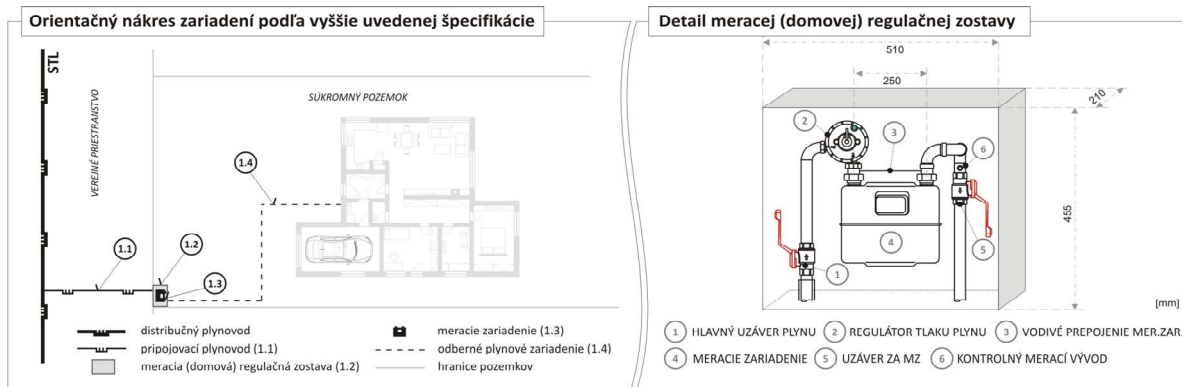 Orientačný nákres zariadení podľa vyššie uvedenej špecifikácie
STL
VEREJNÉ PRIESTRANSTVO
SÚKROMNÝ POZEMOK
1.4
1.1
1.2
1.3
distribučný plynovod
pripojovací plynovod (1.1)
meracia (domová) regulačná zostava (1.2)
meracie zariadenie (1.3)
odberné plynové zariadenie (1.4)
hranice pozemkov
Detail meracej (domovej) regulačnej zostavy
510
250
210
455
2
3
6
4
5
1
[mm]
1 HLAVNÝ UZÁVER PLYNU 2 REGULÁTOR TLAKU PLYNU 3 VODIVÉ PREPOJENIE MER.ZAR.
4 MERACIE ZARIADENIE 5 UZÁVER ZA MZ 6 KONTROLNÝ MERACÍ VÝVOD